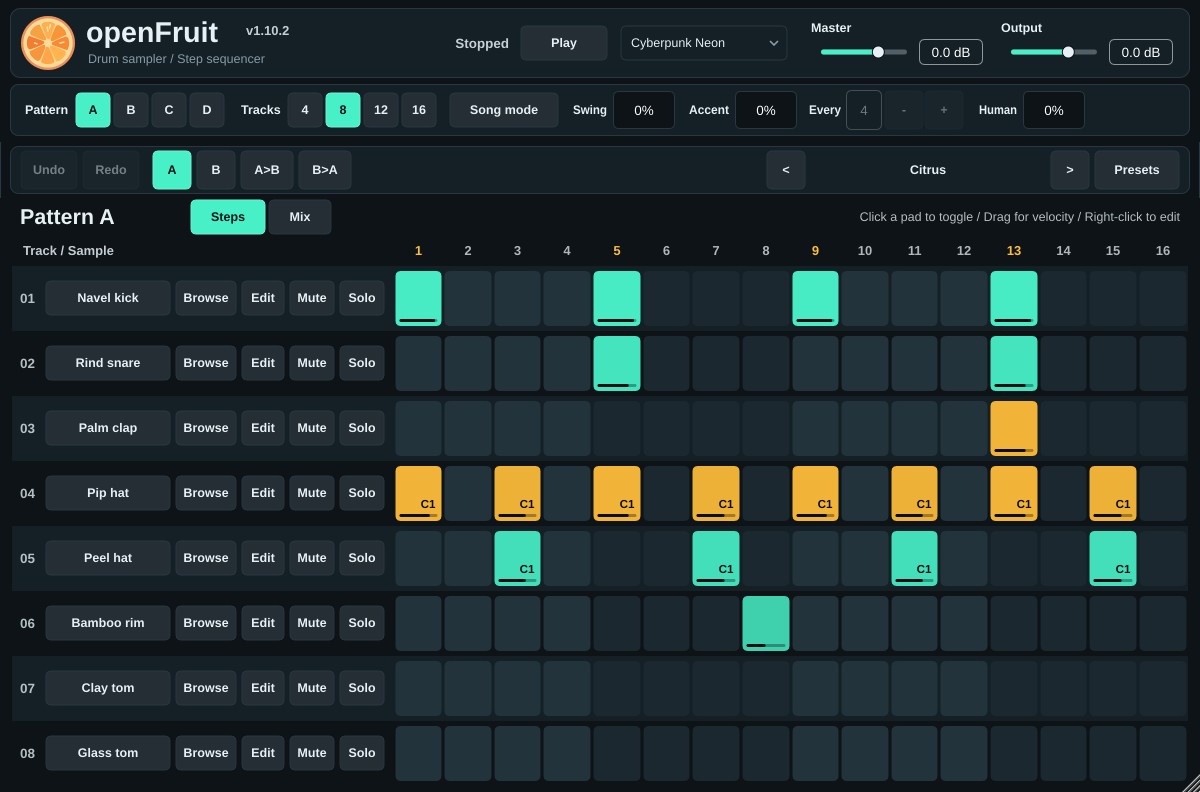 openFruit v1.10.2
Drum sampler / Step sequencer
Stopped Play Cyberpunk Neon
Master 0.0 dB
Output 0.0 dB
Pattern A B C D Tracks 4 8 12 16 Song mode Swing 0% Accent 0% Every 4 - + Human 0%
Undo Redo A B A>B B>A < Citrus > Presets
Pattern A Steps Mix Click a pad to toggle / Drag for velocity / Right-click to edit
Track / Sample 1 2 3 4 5 6 7 8 9 10 11 12 13 14 15 16
01 Navel kick Browse Edit Mute Solo
02 Rind snare Browse Edit Mute Solo
03 Palm clap Browse Edit Mute Solo
04 Pip hat Browse Edit Mute Solo C1 C1 C1 C1 C1 C1 C1 C1
05 Peel hat Browse Edit Mute Solo C1 C1 C1 C1
06 Bamboo rim Browse Edit Mute Solo
07 Clay tom Browse Edit Mute Solo
08 Glass tom Browse Edit Mute Solo